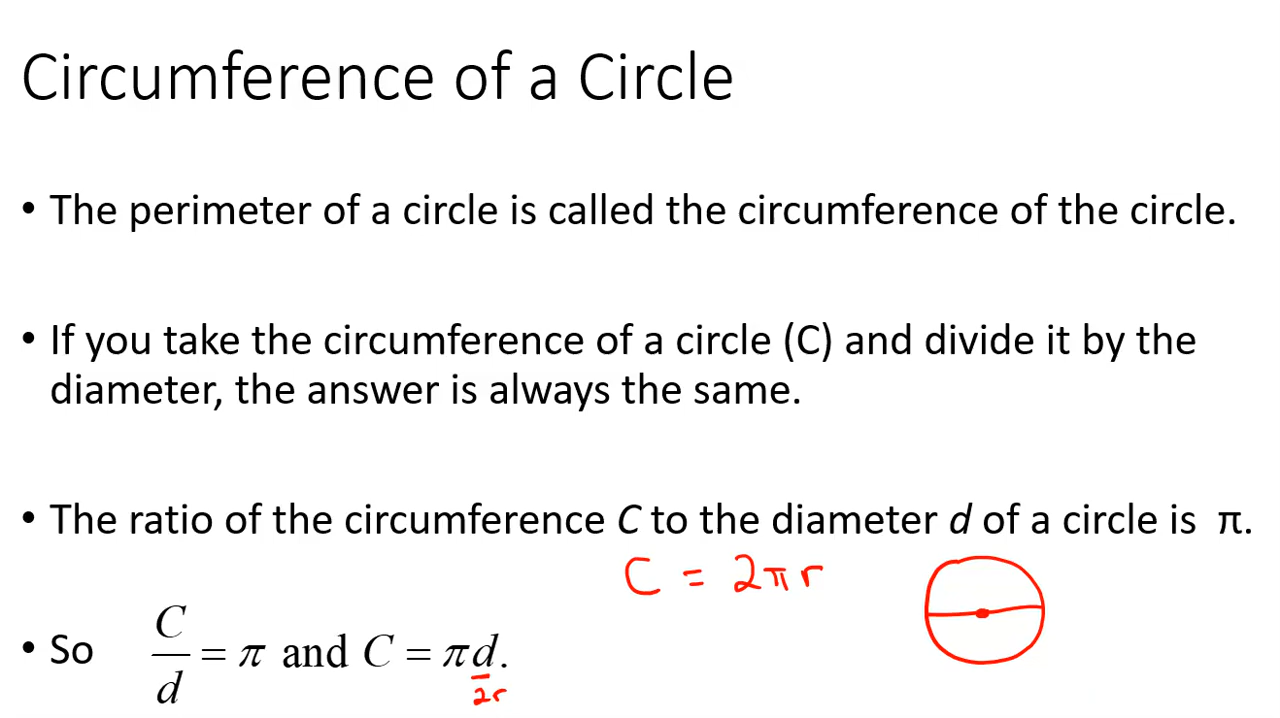 Circumference of a Circle
• The perimeter of a circle is called the circumference of the circle.
• If you take the circumference of a circle (C) and divide it by the
diameter, the answer is always the same.
• The ratio of the circumference C to the diameter d of a circle is π.
C = 2πr
• So C/d = π and C = πd.
2r